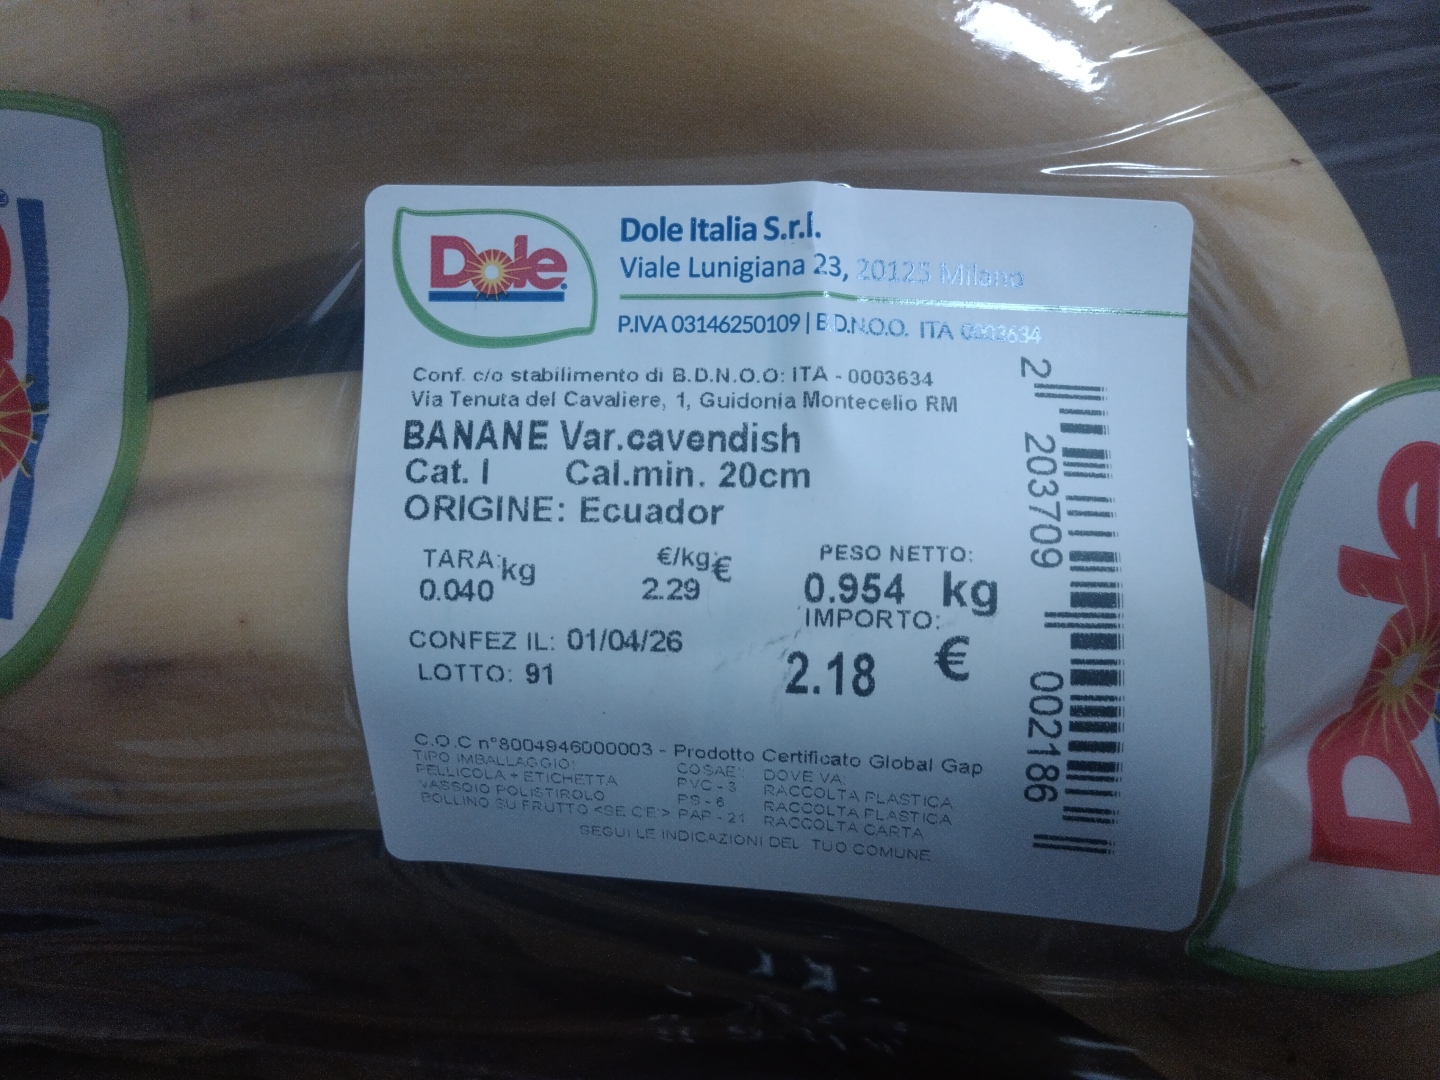 Dole
Dole Italia S.r.l.
Viale Lunigiana 23, 20125 Milano
P.IVA 03146250109 | B.D.N.O.O. ITA 0003634
Conf. c/o stabilimento di B.D.N.O.O: ITA - 0003634
Via Tenuta del Cavaliere, 1, Guidonia Montecelio RM
BANANE Var.cavendish
Cat. I Cal.min. 20cm
ORIGINE: Ecuador
TARA: kg €/kg: € PESO NETTO:
0.040 2.29 0.954 kg
IMPORTO:
CONFEZ IL: 01/04/26
LOTTO: 91 2.18 €
C.O.C n°8004946000003 - Prodotto Certificato Global Gap
TIPO IMBALLAGGIO: COSAE': DOVE VA:
PELLICOLA + ETICHETTA PVC - 3 RACCOLTA PLASTICA
VASSOIO POLISTIROLO PS - 6 RACCOLTA PLASTICA
BOLLINO SU FRUTTO <SE CE'> PAP - 21 RACCOLTA CARTA
SEGUI LE INDICAZIONI DEL TUO COMUNE
2 203709 002186
Dole